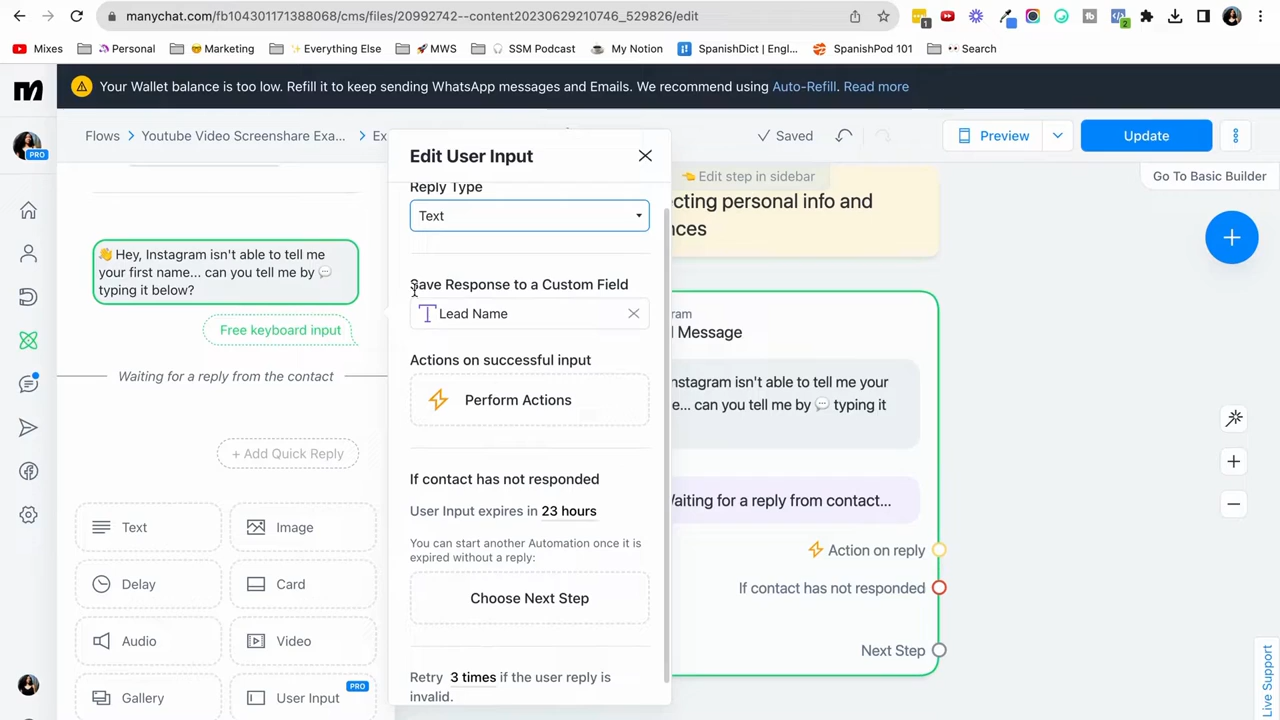 manychat.com/fb104301171388068/cms/files/20992742--content20230629210746_529826/edit
1
2
Mixes
Personal
Marketing
Everything Else
MWS
SSM Podcast
My Notion
SpanishDict | Engl...
SpanishPod 101
Search
Your Wallet balance is too low. Refill it to keep sending WhatsApp messages and Emails. We recommend using Auto-Refill. Read more
PRO
Flows
Youtube Video Screenshare Exa...
Ex
Saved
Preview
Update
Edit step in sidebar
Go To Basic Builder
👋 Hey, Instagram isn't able to tell me
your first name... can you tell me by 💬
typing it below?
Free keyboard input
Waiting for a reply from the contact
+ Add Quick Reply
Text
Image
Delay
Card
Audio
Video
Gallery
User Input
PRO
Edit User Input
Reply Type
Text
Save Response to a Custom Field
Lead Name
Actions on successful input
Perform Actions
If contact has not responded
User Input expires in 23 hours
You can start another Automation once it is
expired without a reply:
Choose Next Step
Retry 3 times if the user reply is
invalid.
ecting personal info and
nces
ram
d Message
nstagram isn't able to tell me your
e... can you tell me by 💬 typing it
Vaiting for a reply from contact...
Action on reply
If contact has not responded
Next Step
Live Support